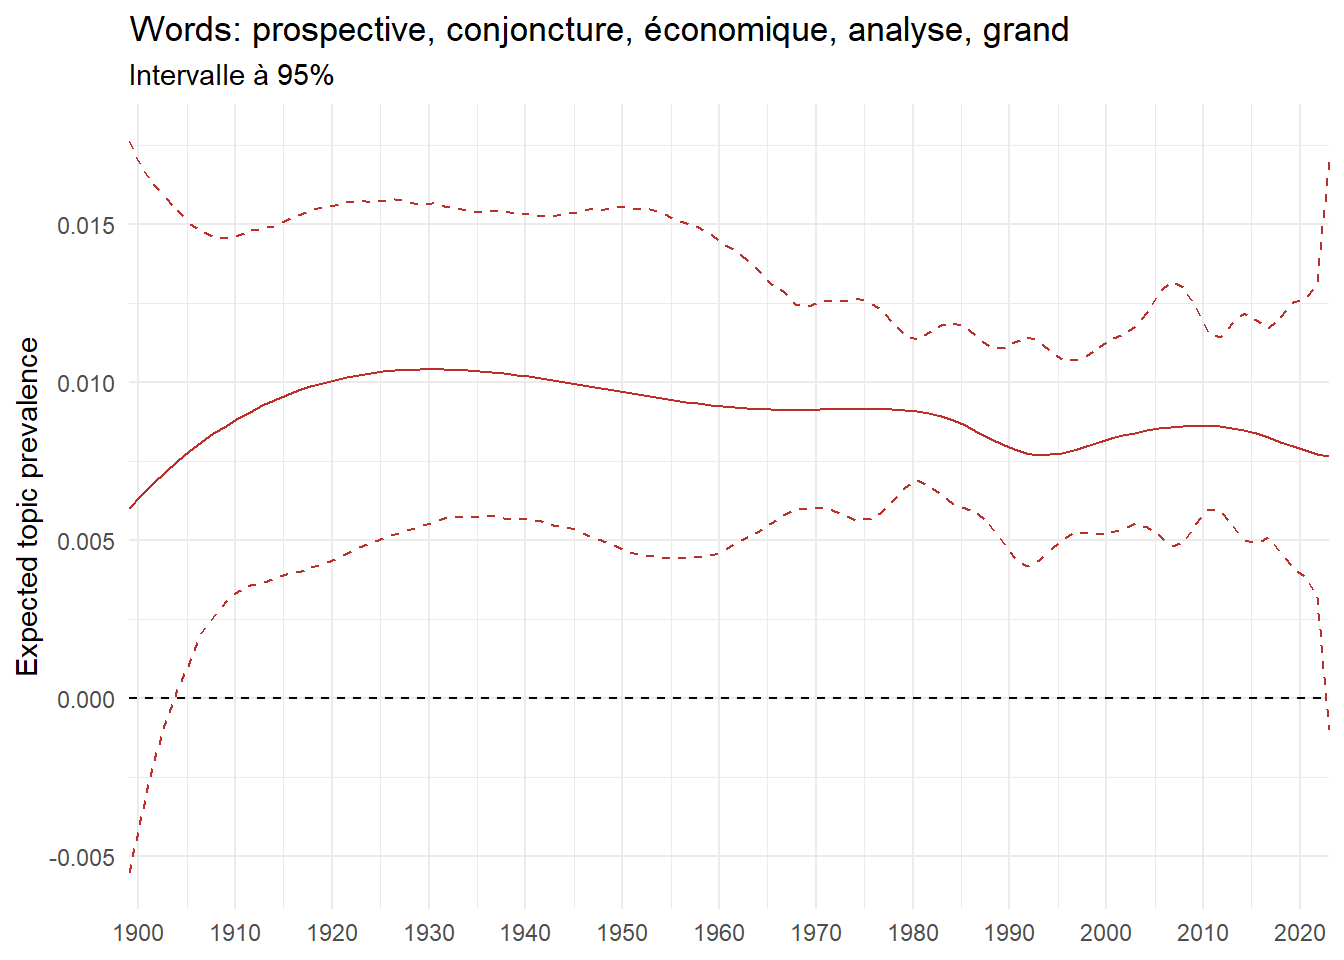 Words: prospective, conjoncture, économique, analyse, grand
Intervalle à 95%
Expected topic prevalence
0.015
0.010
0.005
0.000
-0.005
1900 1910 1920 1930 1940 1950 1960 1970 1980 1990 2000 2010 2020